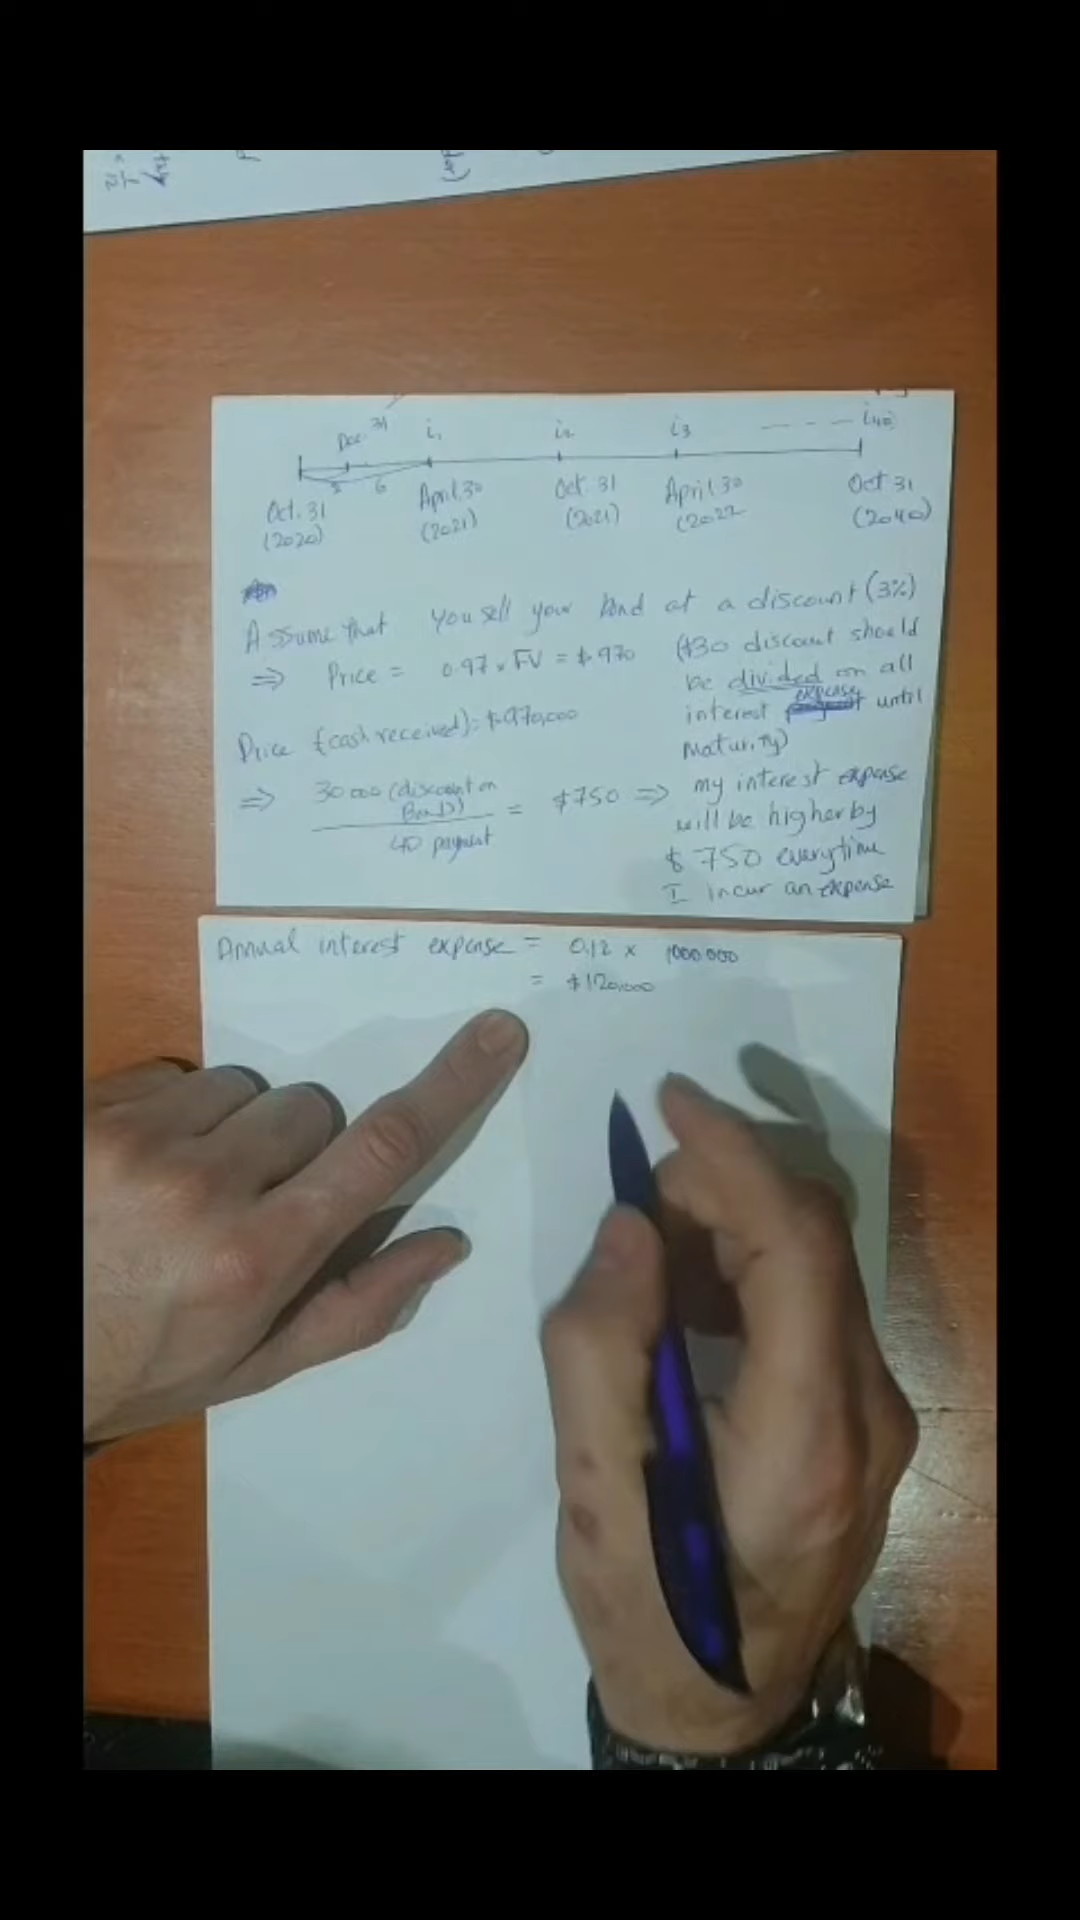 Dec. 31 i1 i2 i3 - - - - i40
5 6
Oct. 31 April 30 Oct. 31 April 30 Oct 31
(2020) (2021) (2021) (2022 (2040)
Assume that you sell your bond at a discount (3%)
⇒ Price = 0.97 x FV = $970 ($30 discount should
be divided on all
interest expense until
maturity)
Price (cash received): $970,000
⇒ 30000 (discount on Bonds) / 40 payment = $750 ⇒ my interest expense
will be higher by
$ 750 everytime
I incur an expense
Annual interest expense = 0.12 x 1000.000
= $120,000